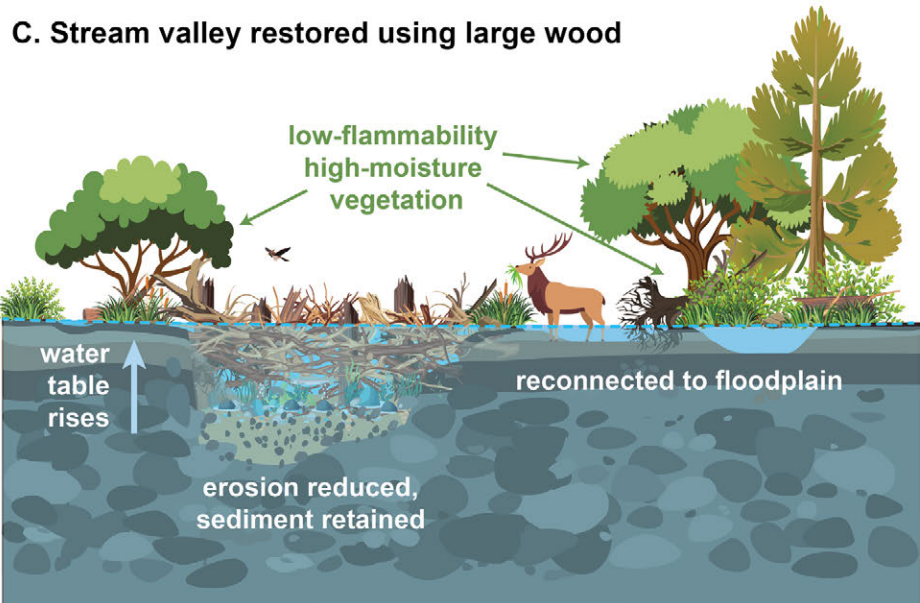 C. Stream valley restored using large wood
low-flammability
high-moisture
vegetation
water
table
rises
reconnected to floodplain
erosion reduced,
sediment retained